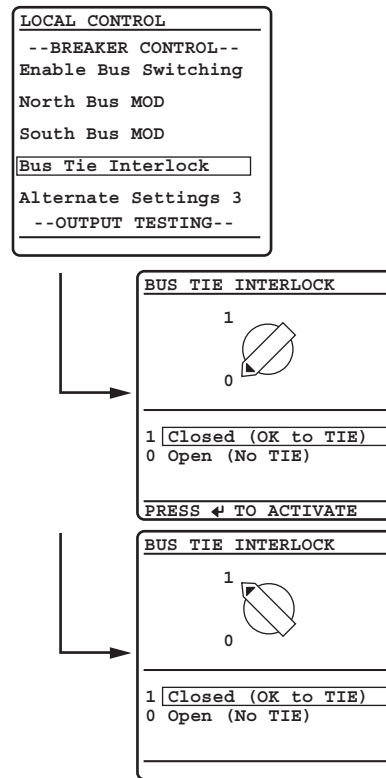 LOCAL CONTROL
--BREAKER CONTROL--
Enable Bus Switching
North Bus MOD
South Bus MOD
Bus Tie Interlock
Alternate Settings 3
--OUTPUT TESTING--
BUS TIE INTERLOCK
1
0
1 Closed (OK to TIE)
0 Open (No TIE)
PRESS ↵ TO ACTIVATE
BUS TIE INTERLOCK
1
0
1 Closed (OK to TIE)
0 Open (No TIE)